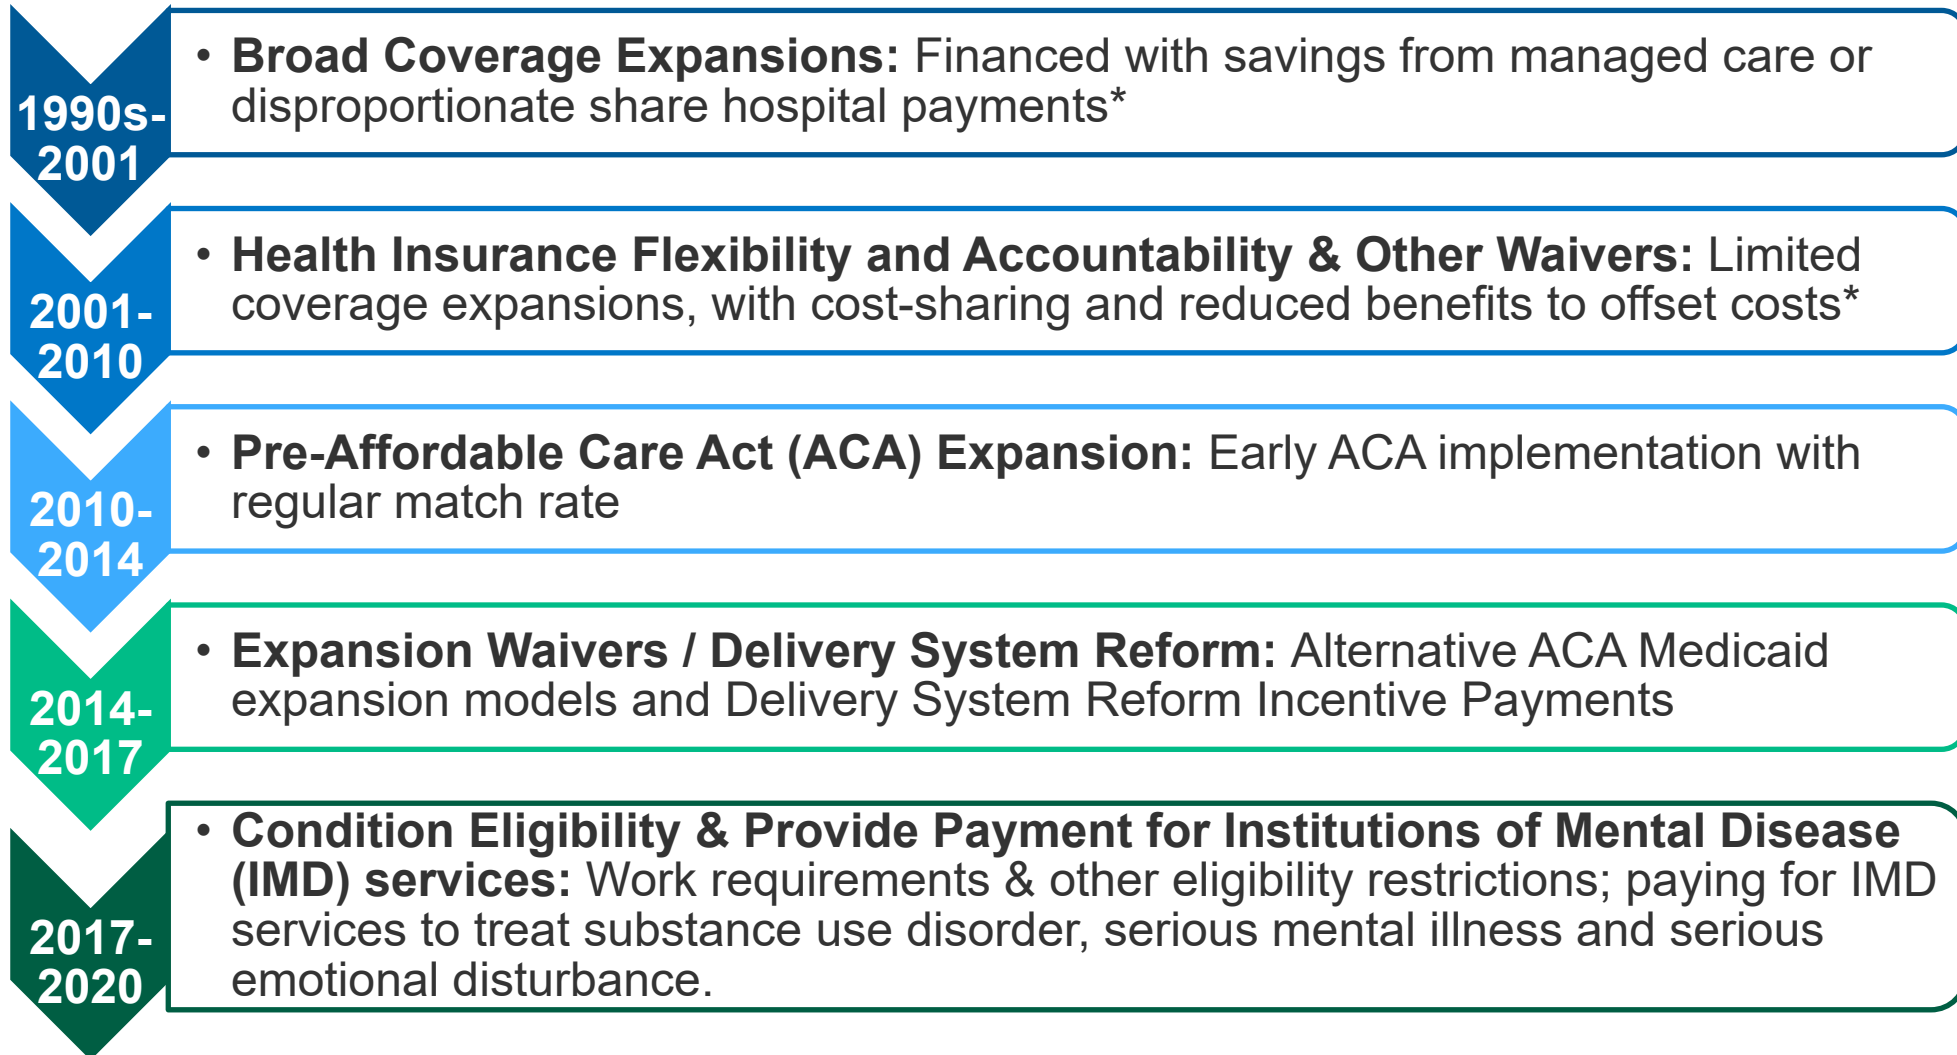 1990s-
2001
• Broad Coverage Expansions: Financed with savings from managed care or
disproportionate share hospital payments*
2001-
2010
• Health Insurance Flexibility and Accountability & Other Waivers: Limited
coverage expansions, with cost-sharing and reduced benefits to offset costs*
2010-
2014
• Pre-Affordable Care Act (ACA) Expansion: Early ACA implementation with
regular match rate
2014-
2017
• Expansion Waivers / Delivery System Reform: Alternative ACA Medicaid
expansion models and Delivery System Reform Incentive Payments
2017-
2020
• Condition Eligibility & Provide Payment for Institutions of Mental Disease
(IMD) services: Work requirements & other eligibility restrictions; paying for IMD
services to treat substance use disorder, serious mental illness and serious
emotional disturbance.